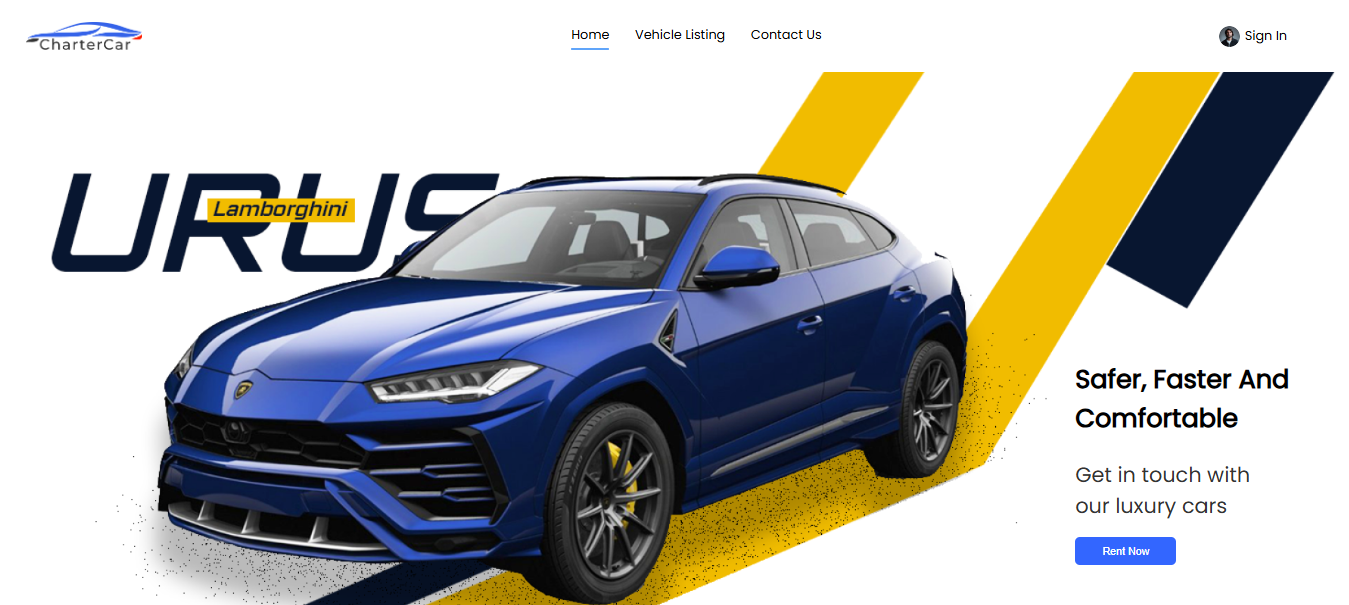 CharterCar
Home
Vehicle Listing
Contact Us
Sign In
URUS
Lamborghini
Safer, Faster And
Comfortable
Get in touch with
our luxury cars
Rent Now